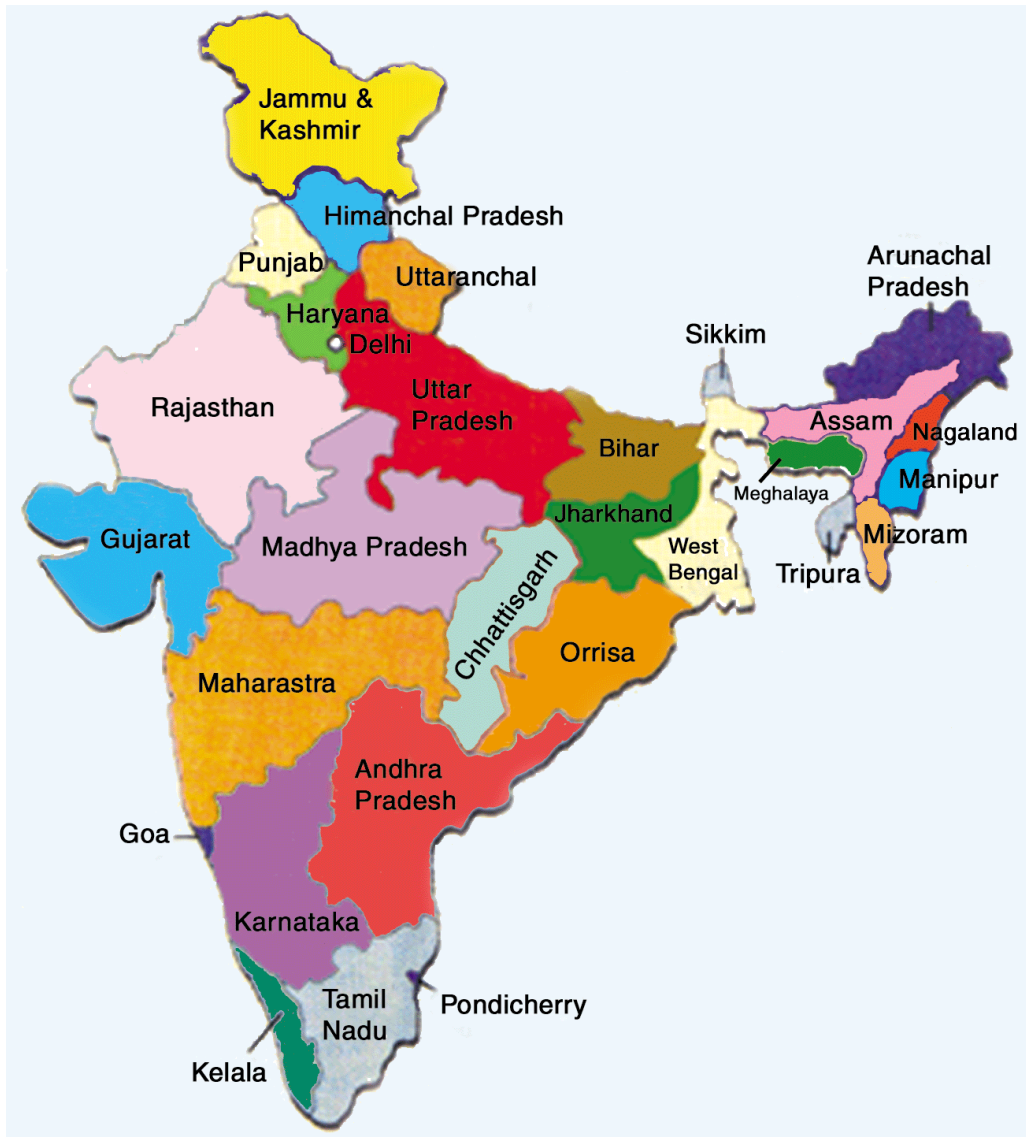 Jammu &
Kashmir
Himanchal Pradesh
Punjab
Uttaranchal
Arunachal
Pradesh
Haryana
Delhi
Sikkim
Uttar
Pradesh
Rajasthan
Assam
Nagaland
Bihar
Meghalaya
Manipur
Jharkhand
Gujarat
Madhya Pradesh
Mizoram
West
Bengal
Tripura
Chhattisgarh
Orrisa
Maharastra
Andhra
Pradesh
Goa
Karnataka
Tamil
Nadu
Pondicherry
Kelala